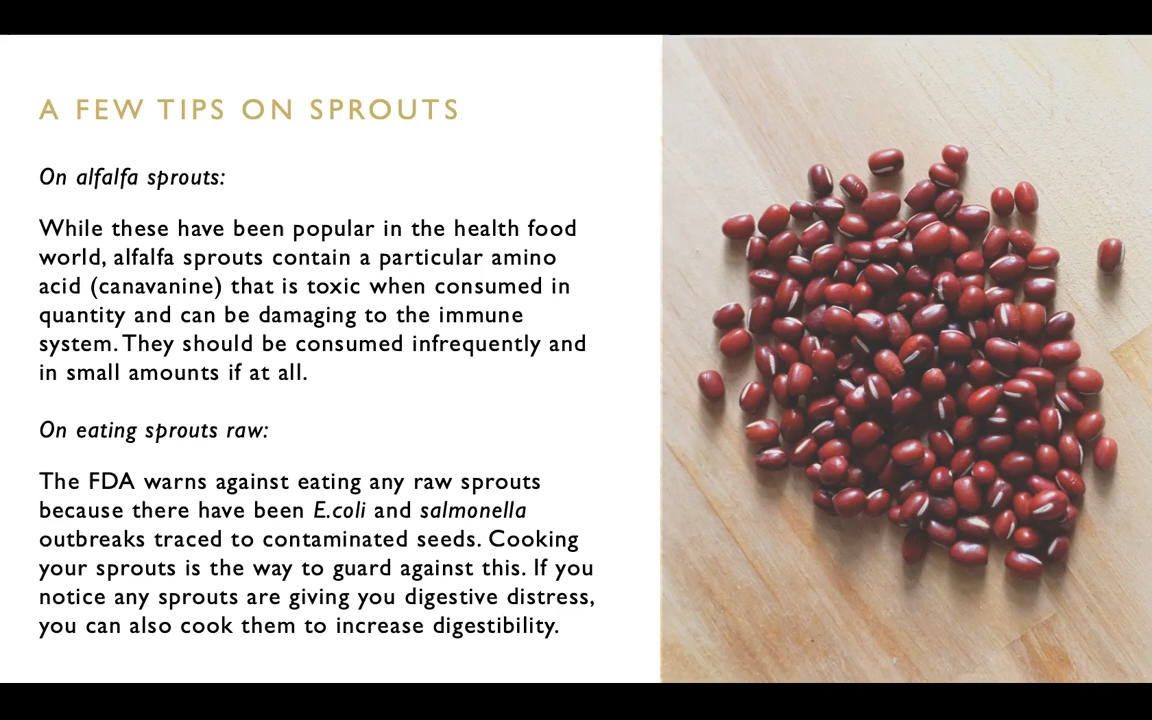 A FEW TIPS ON SPROUTS
On alfalfa sprouts:
While these have been popular in the health food
world, alfalfa sprouts contain a particular amino
acid (canavanine) that is toxic when consumed in
quantity and can be damaging to the immune
system. They should be consumed infrequently and
in small amounts if at all.
On eating sprouts raw:
The FDA warns against eating any raw sprouts
because there have been E.coli and salmonella
outbreaks traced to contaminated seeds. Cooking
your sprouts is the way to guard against this. If you
notice any sprouts are giving you digestive distress,
you can also cook them to increase digestibility.